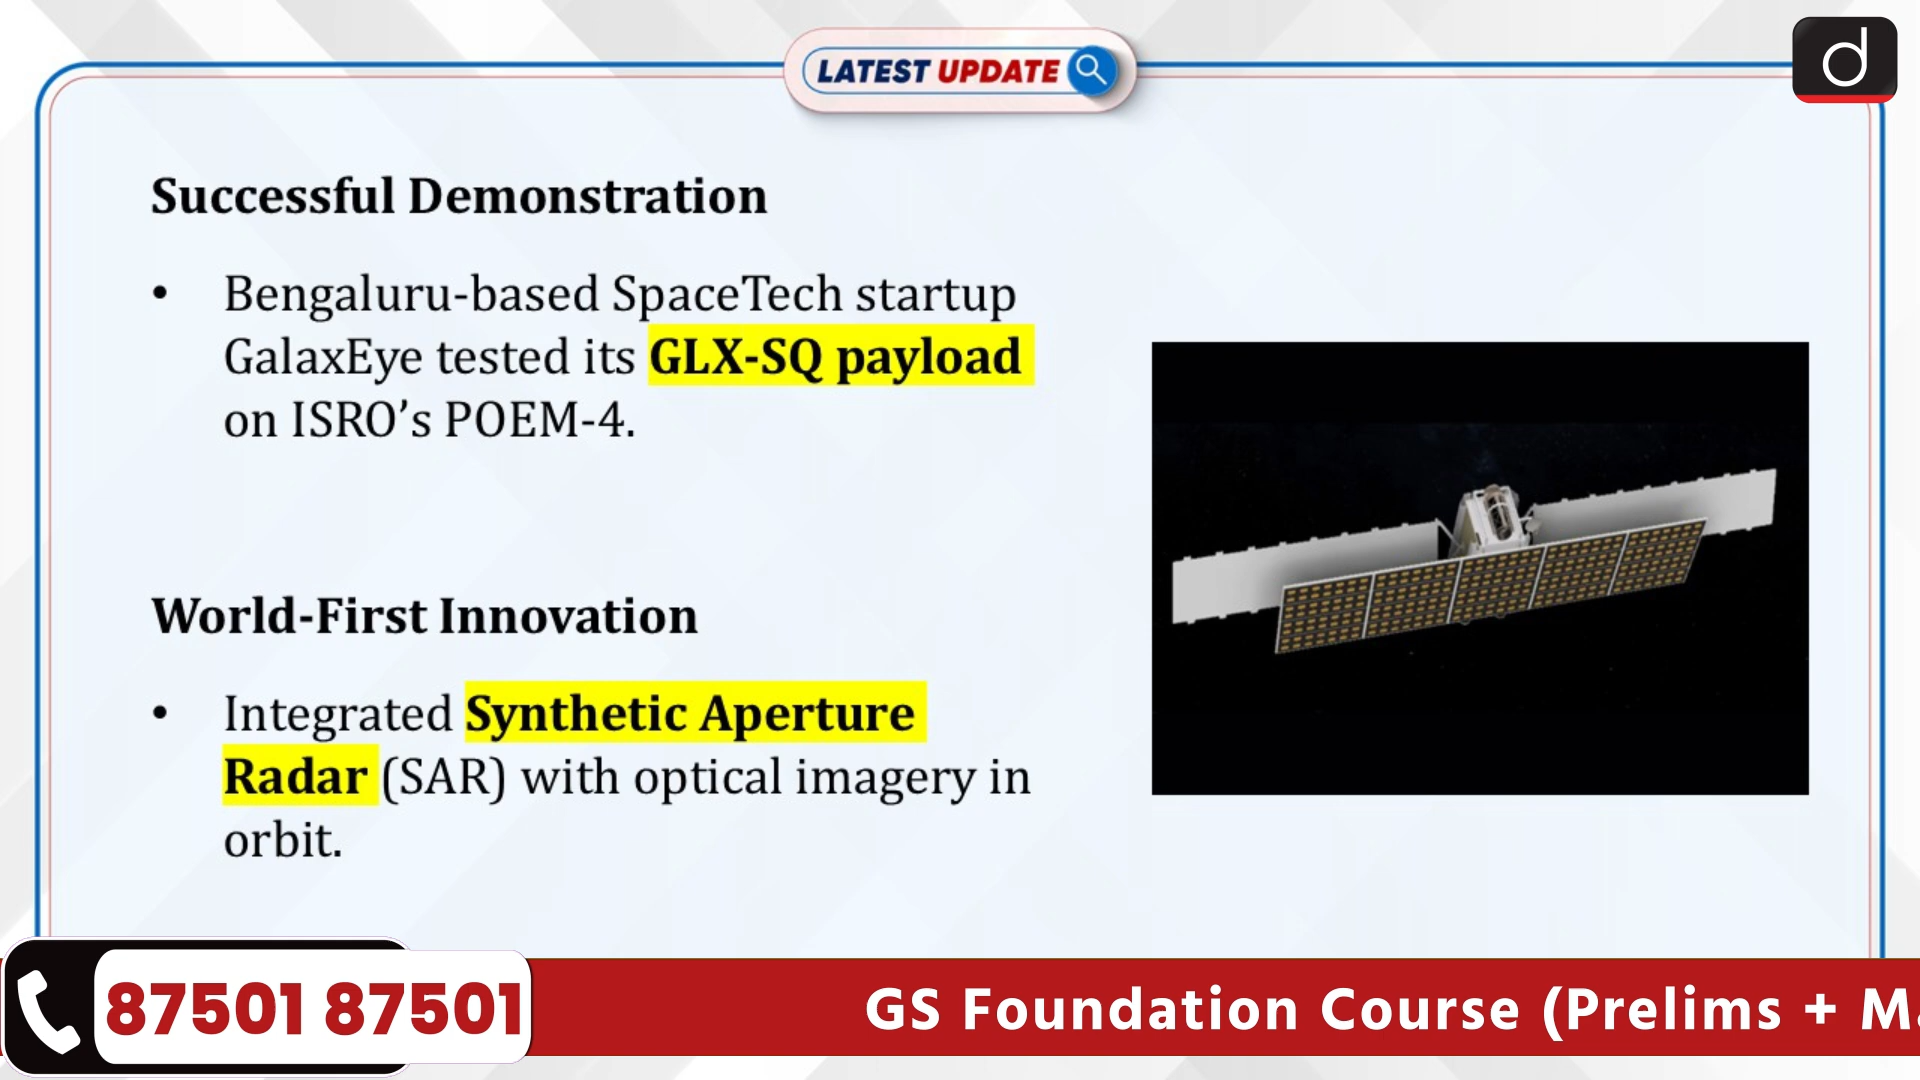 LATEST UPDATE
d
Successful Demonstration
• Bengaluru-based SpaceTech startup
GalaxEye tested its GLX-SQ payload
on ISRO’s POEM-4.
World-First Innovation
• Integrated Synthetic Aperture
Radar (SAR) with optical imagery in
orbit.
87501 87501
GS Foundation Course (Prelims + M